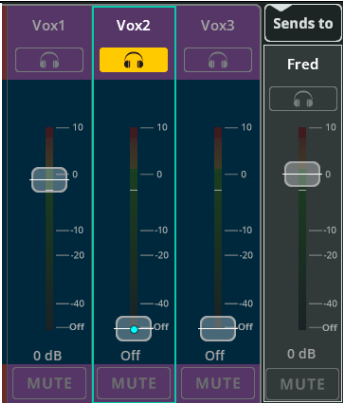 Vox1 Vox2 Vox3 Sends to
Fred
10 10 10 10
0 0 0 0
-10 -10 -10 -10
-20 -20 -20 -20
-40 -40 -40 -40
Off Off Off Off
0 dB Off Off 0 dB
MUTE MUTE MUTE MUTE